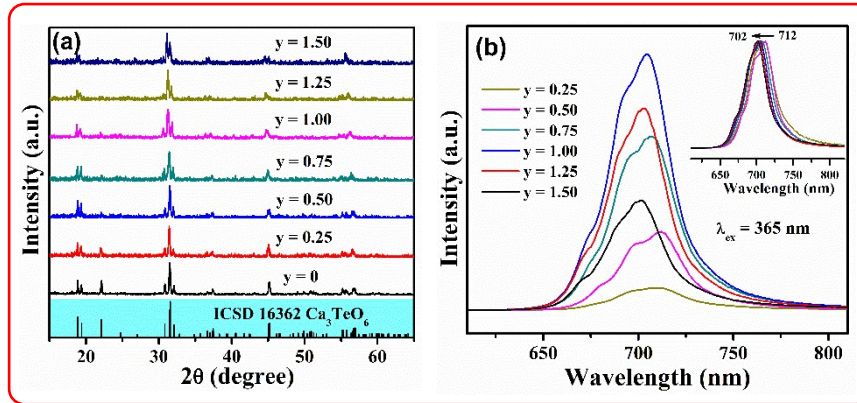 (a)
y = 1.50
y = 1.25
y = 1.00
y = 0.75
y = 0.50
y = 0.25
y = 0
ICSD 16362 Ca₃TeO₆
Intensity (a.u.)
20 30 40 50 60
2θ (degree)
(b)
y = 0.25
y = 0.50
y = 0.75
y = 1.00
y = 1.25
y = 1.50
702 712
650 700 750 800
Wavelength (nm)
λex = 365 nm
Intensity (a.u.)
650 700 750 800
Wavelength (nm)